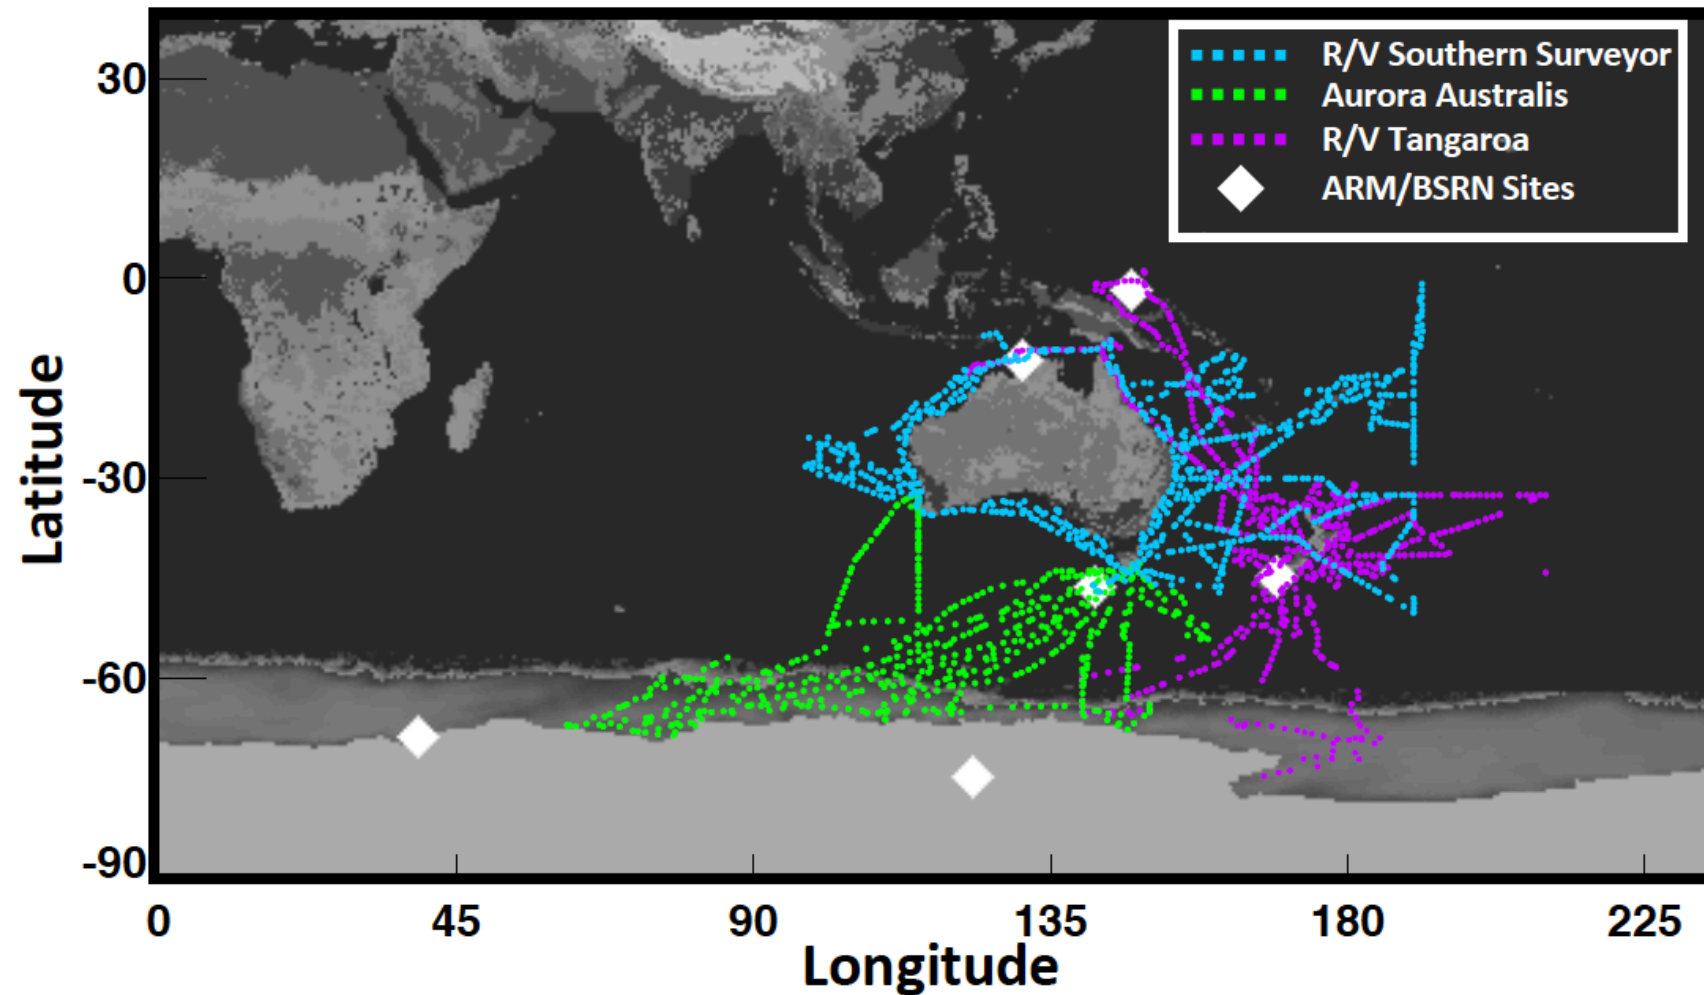 R/V Southern Surveyor
Aurora Australis
R/V Tangaroa
ARM/BSRN Sites
30
0
-30
-60
-90
Latitude
0 45 90 135 180 225
Longitude